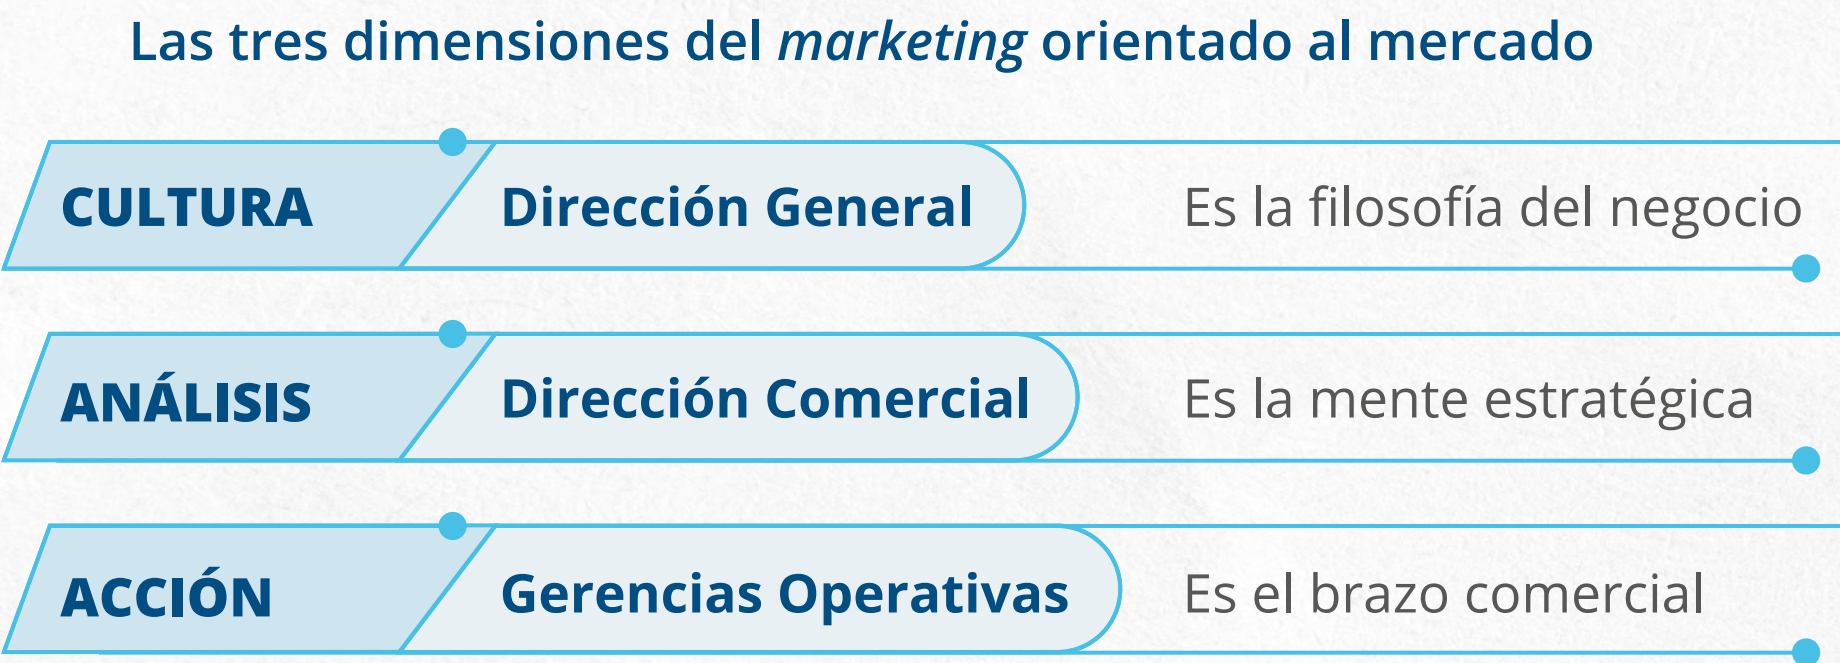 Las tres dimensiones del marketing orientado al mercado
CULTURA Dirección General Es la filosofía del negocio
ANÁLISIS Dirección Comercial Es la mente estratégica
ACCIÓN Gerencias Operativas Es el brazo comercial